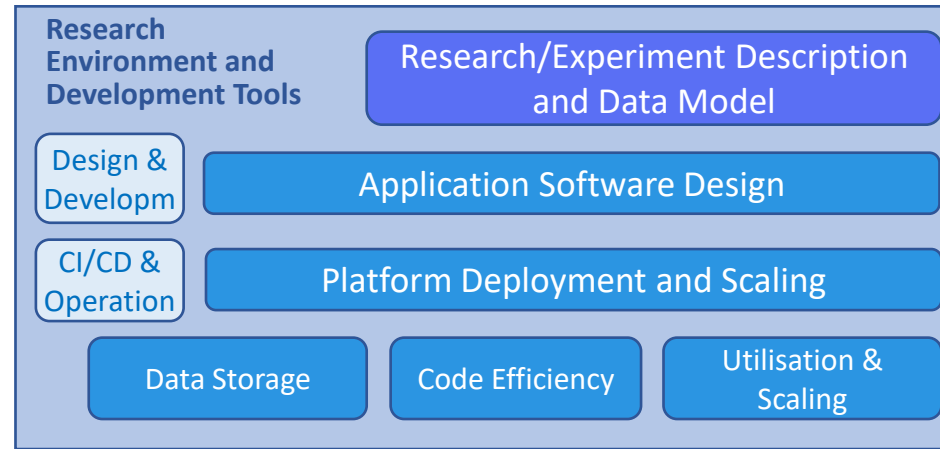 Research
Environment and
Development Tools
Research/Experiment Description
and Data Model
Design &
Developm
Application Software Design
CI/CD &
Operation
Platform Deployment and Scaling
Data Storage
Code Efficiency
Utilisation &
Scaling